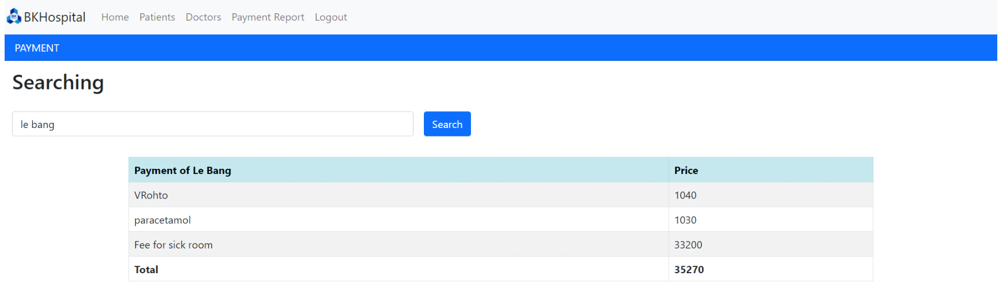 BK BKHospital Home Patients Doctors Payment Report Logout
PAYMENT
Searching
le bang Search
Payment of Le Bang Price
VRohto 1040
paracetamol 1030
Fee for sick room 33200
Total 35270